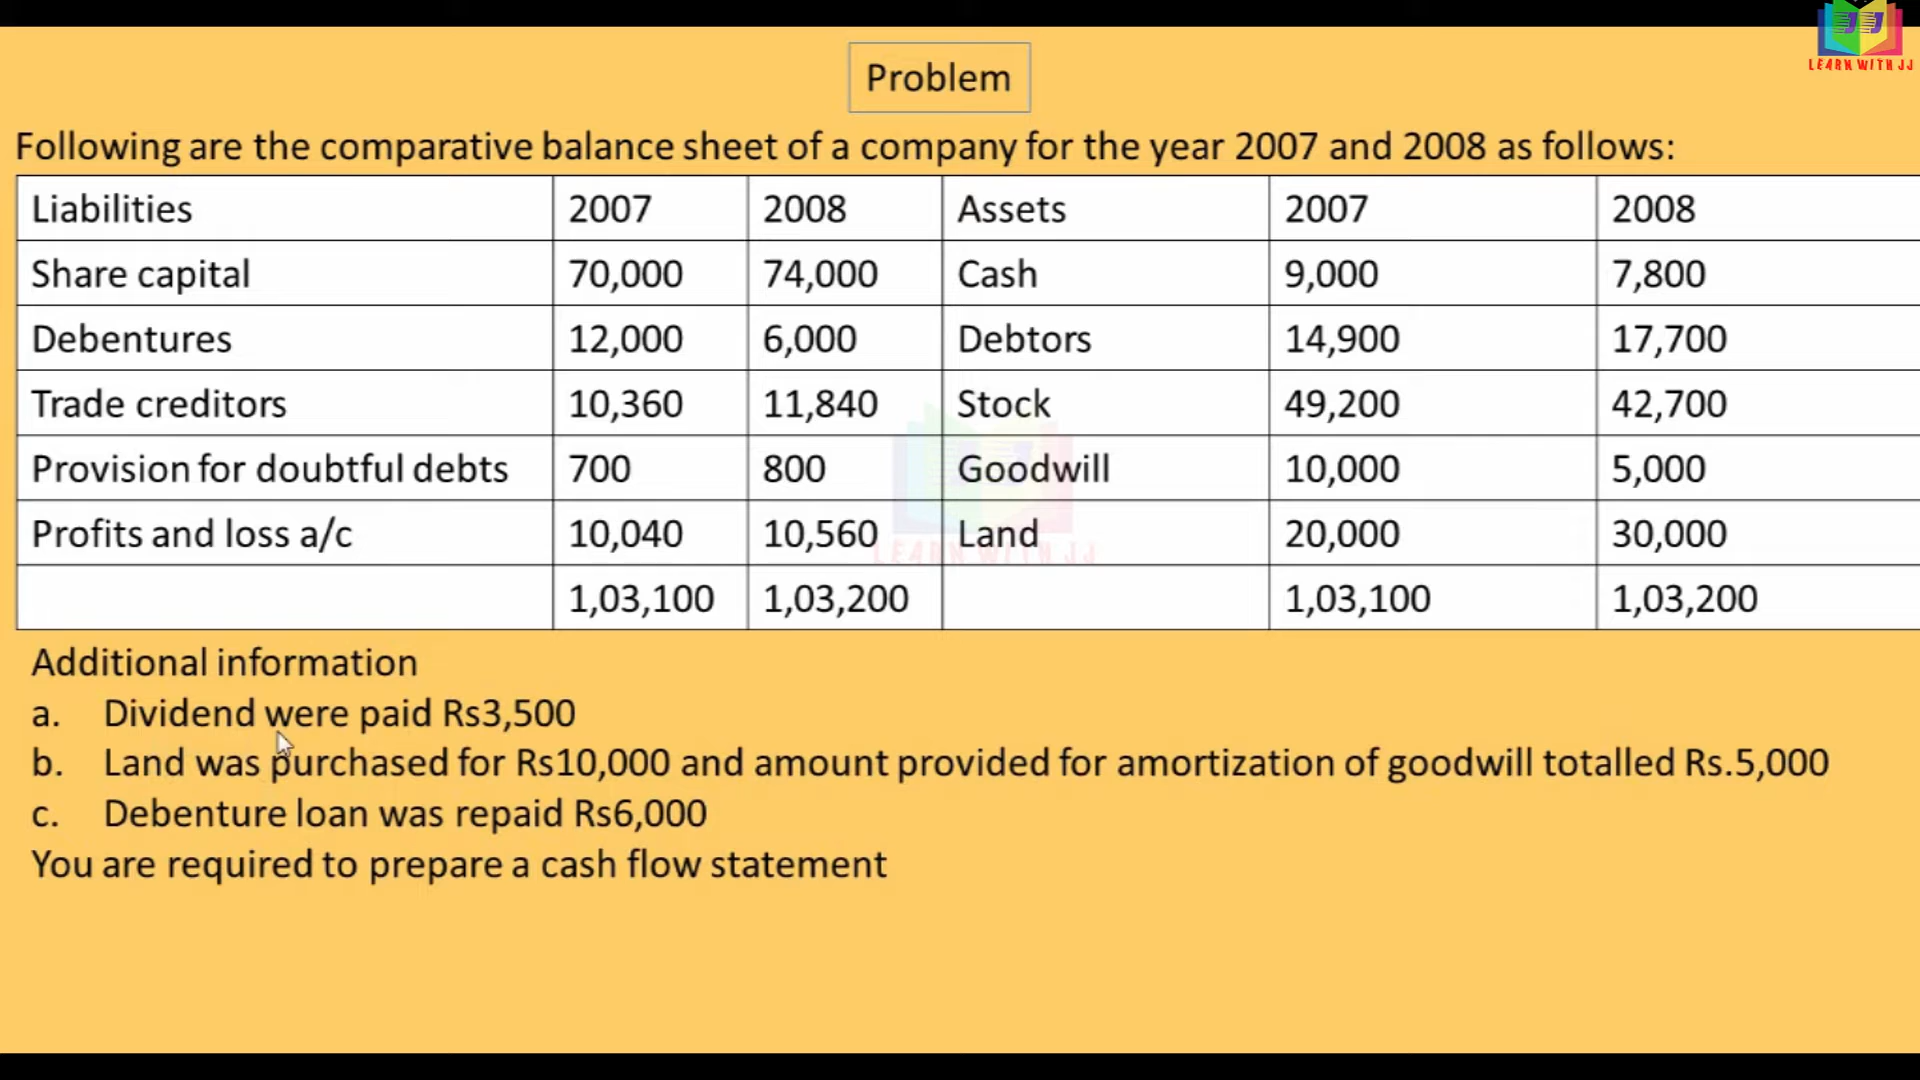 LEARN WITH JJ
Problem
Following are the comparative balance sheet of a company for the year 2007 and 2008 as follows:
Liabilities 2007 2008 Assets 2007 2008
Share capital 70,000 74,000 Cash 9,000 7,800
Debentures 12,000 6,000 Debtors 14,900 17,700
Trade creditors 10,360 11,840 Stock 49,200 42,700
Provision for doubtful debts 700 800 Goodwill 10,000 5,000
Profits and loss a/c 10,040 10,560 Land 20,000 30,000
LEARN WITH JJ
1,03,100 1,03,200 1,03,100 1,03,200
Additional information
a. Dividend were paid Rs3,500
b. Land was purchased for Rs10,000 and amount provided for amortization of goodwill totalled Rs.5,000
c. Debenture loan was repaid Rs6,000
You are required to prepare a cash flow statement